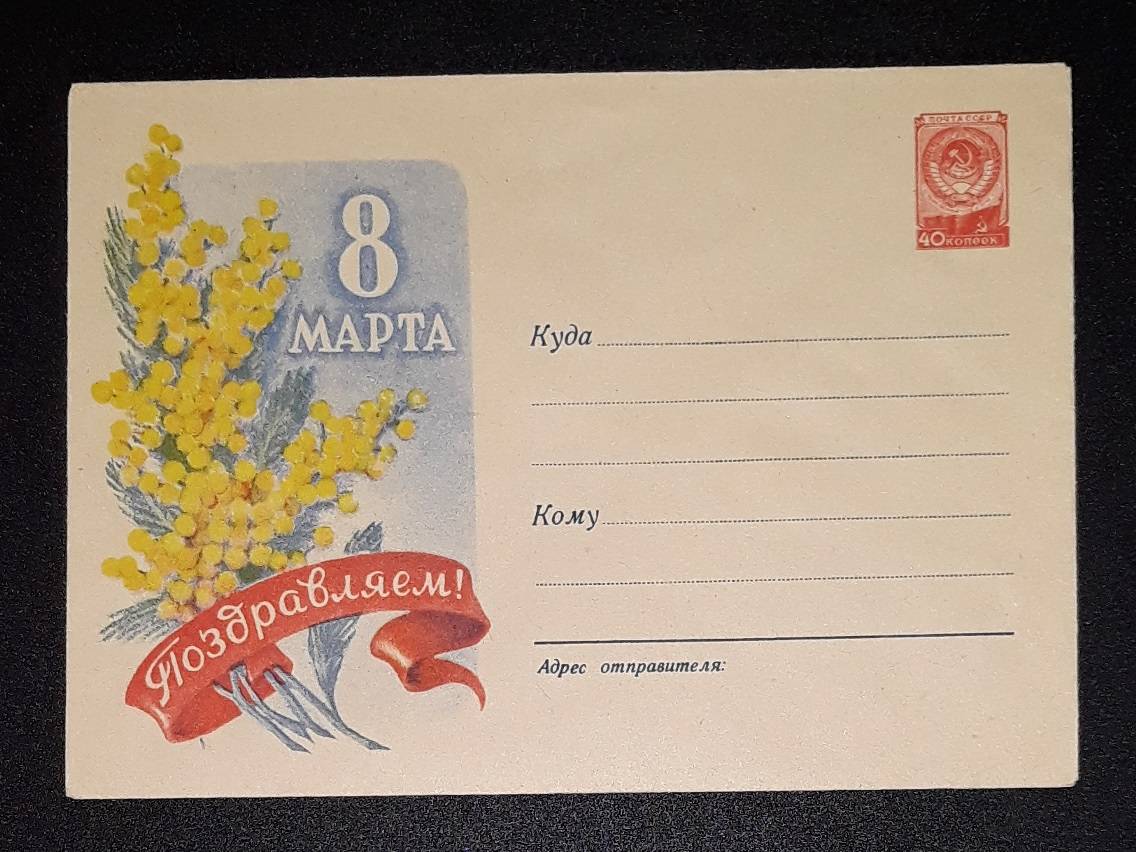 ПОЧТА СССР
40 КОПЕЕК
8
МАРТА
Поздравляем!
Куда
Кому
Адрес отправителя: